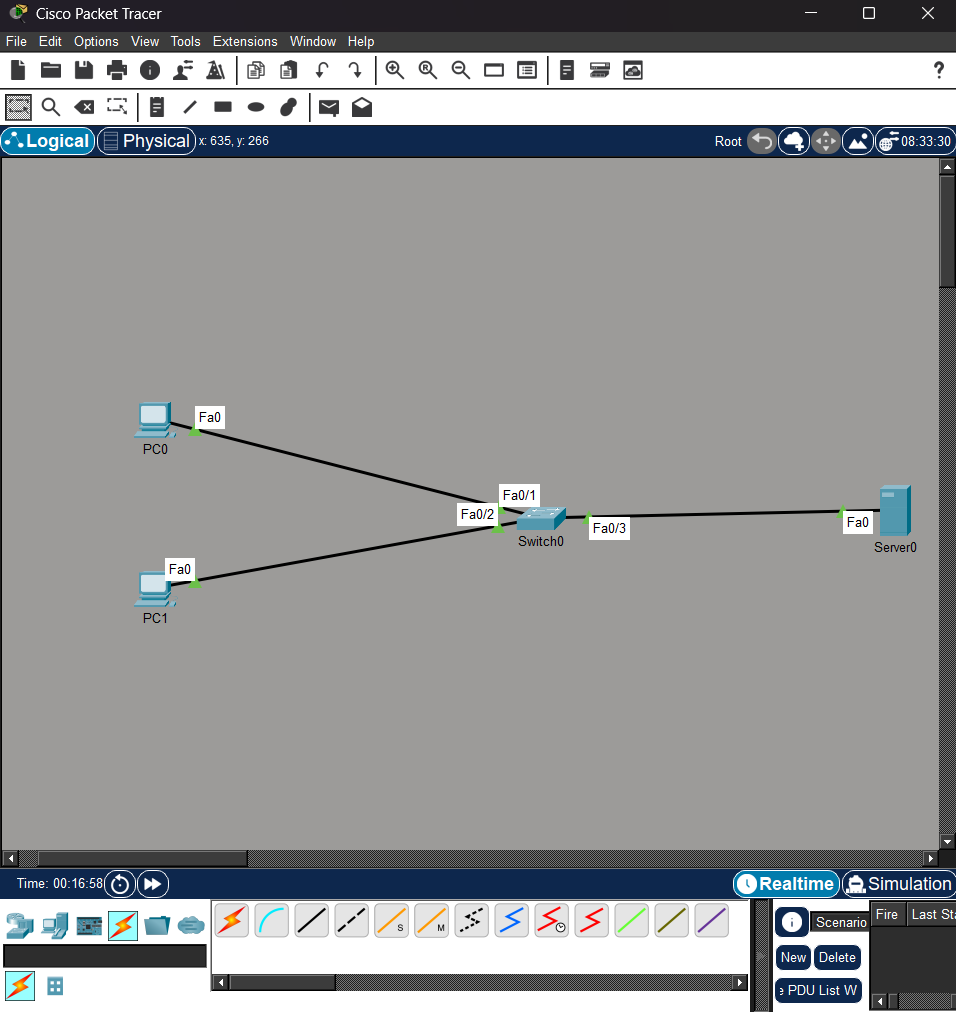 Cisco Packet Tracer
File Edit Options View Tools Extensions Window Help
Logical Physical x: 635, y: 266 Root 08:33:30
Fa0
PC0
Fa0/1
Fa0/2
Switch0
Fa0/3
Fa0
Server0
Fa0
PC1
Time: 00:16:58 Realtime Simulation
S M
Scenario
Fire Last Sta
New Delete
e PDU List W